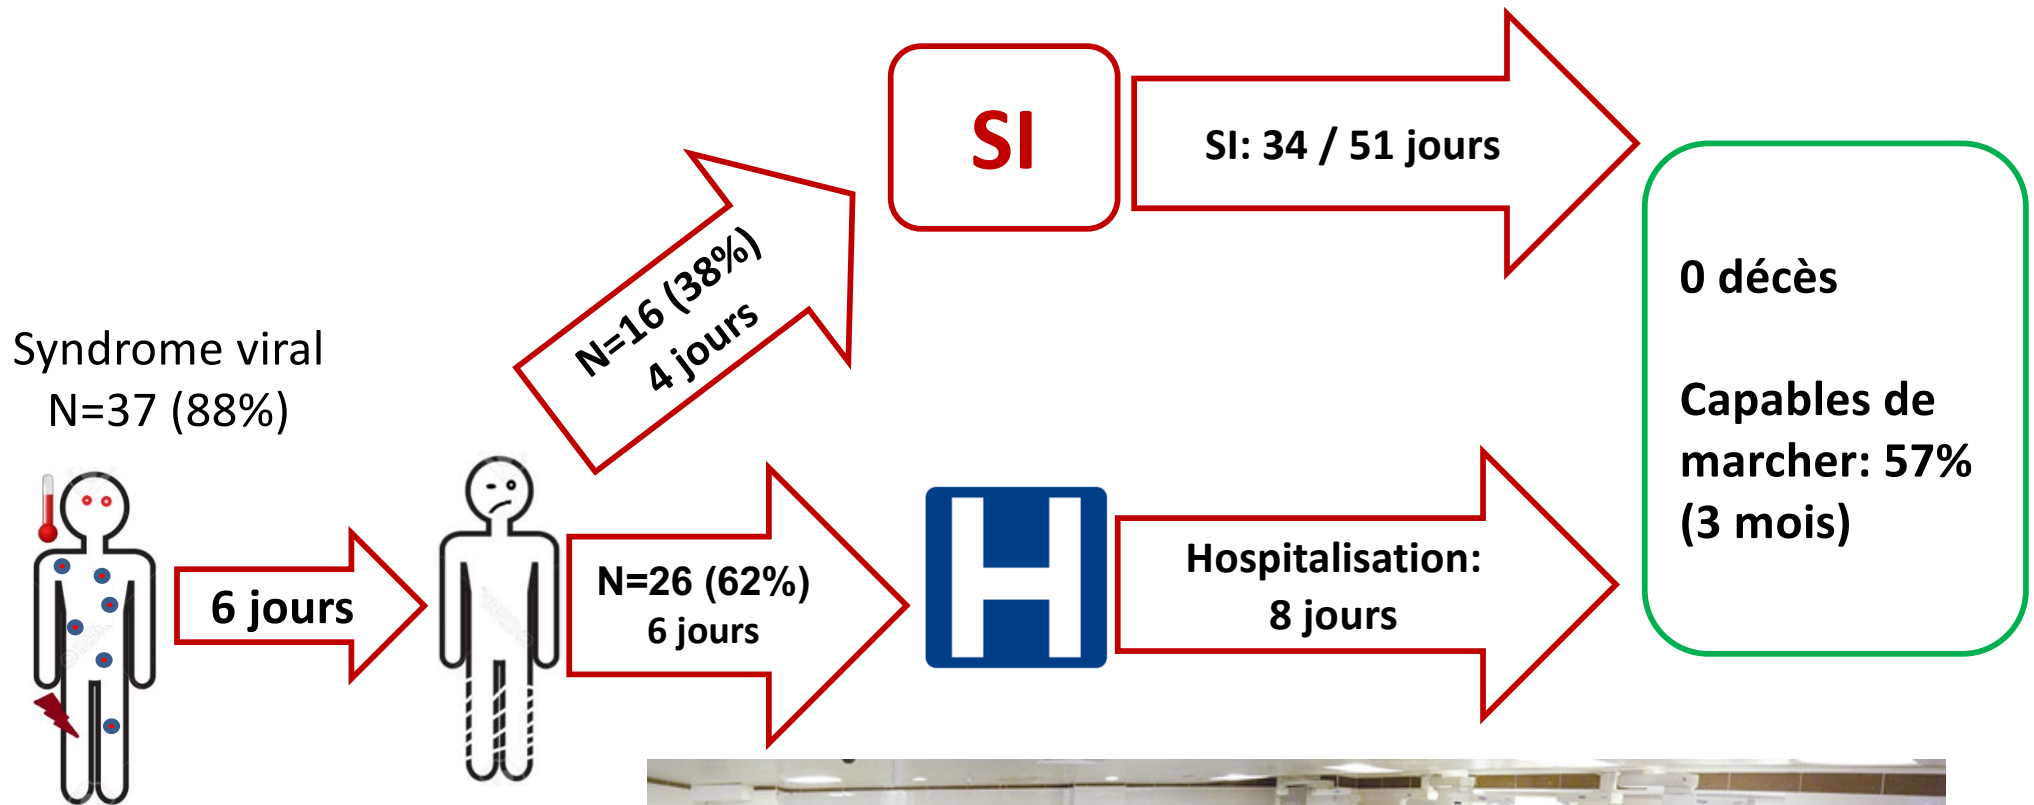 Syndrome viral
N=37 (88%)
6 jours
N=16 (38%)
4 jours
N=26 (62%)
6 jours
SI
SI: 34 / 51 jours
H
Hospitalisation:
8 jours
0 décès
Capables de
marcher: 57%
(3 mois)